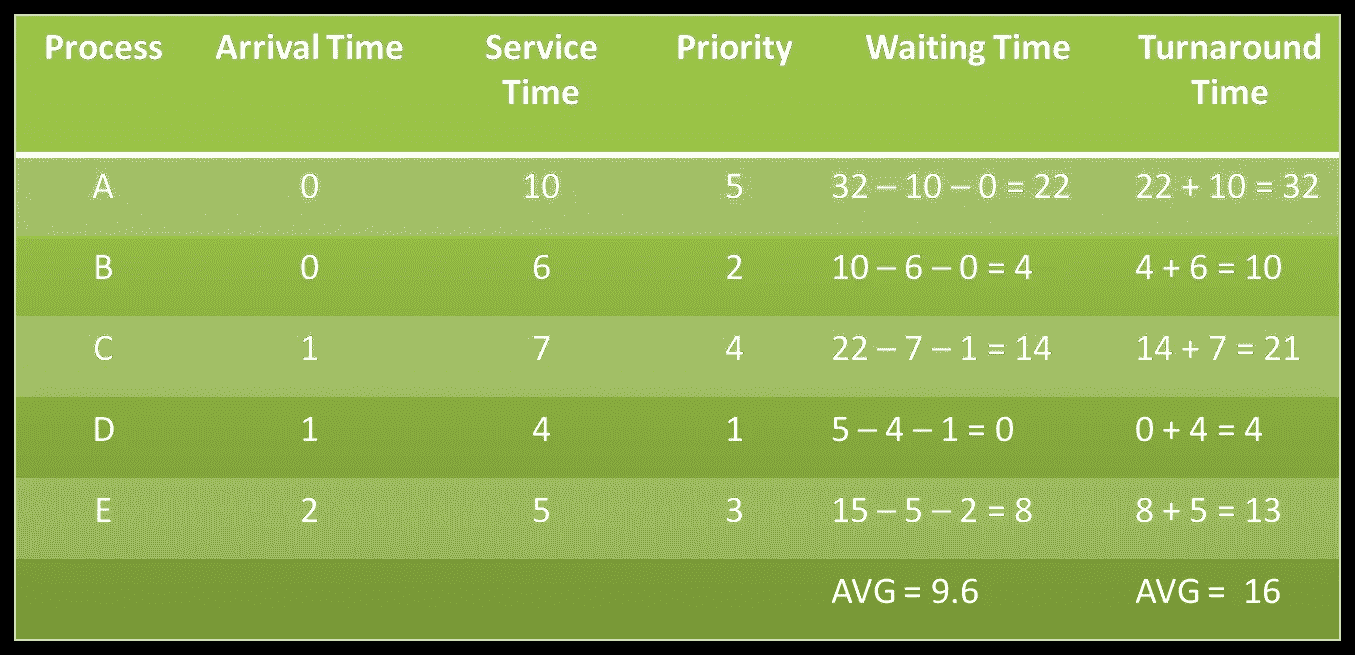 Process Arrival Time Service Time Priority Waiting Time Turnaround Time
A 0 10 5 32 – 10 – 0 = 22 22 + 10 = 32
B 0 6 2 10 – 6 – 0 = 4 4 + 6 = 10
C 1 7 4 22 – 7 – 1 = 14 14 + 7 = 21
D 1 4 1 5 – 4 – 1 = 0 0 + 4 = 4
E 2 5 3 15 – 5 – 2 = 8 8 + 5 = 13
AVG = 9.6 AVG = 16